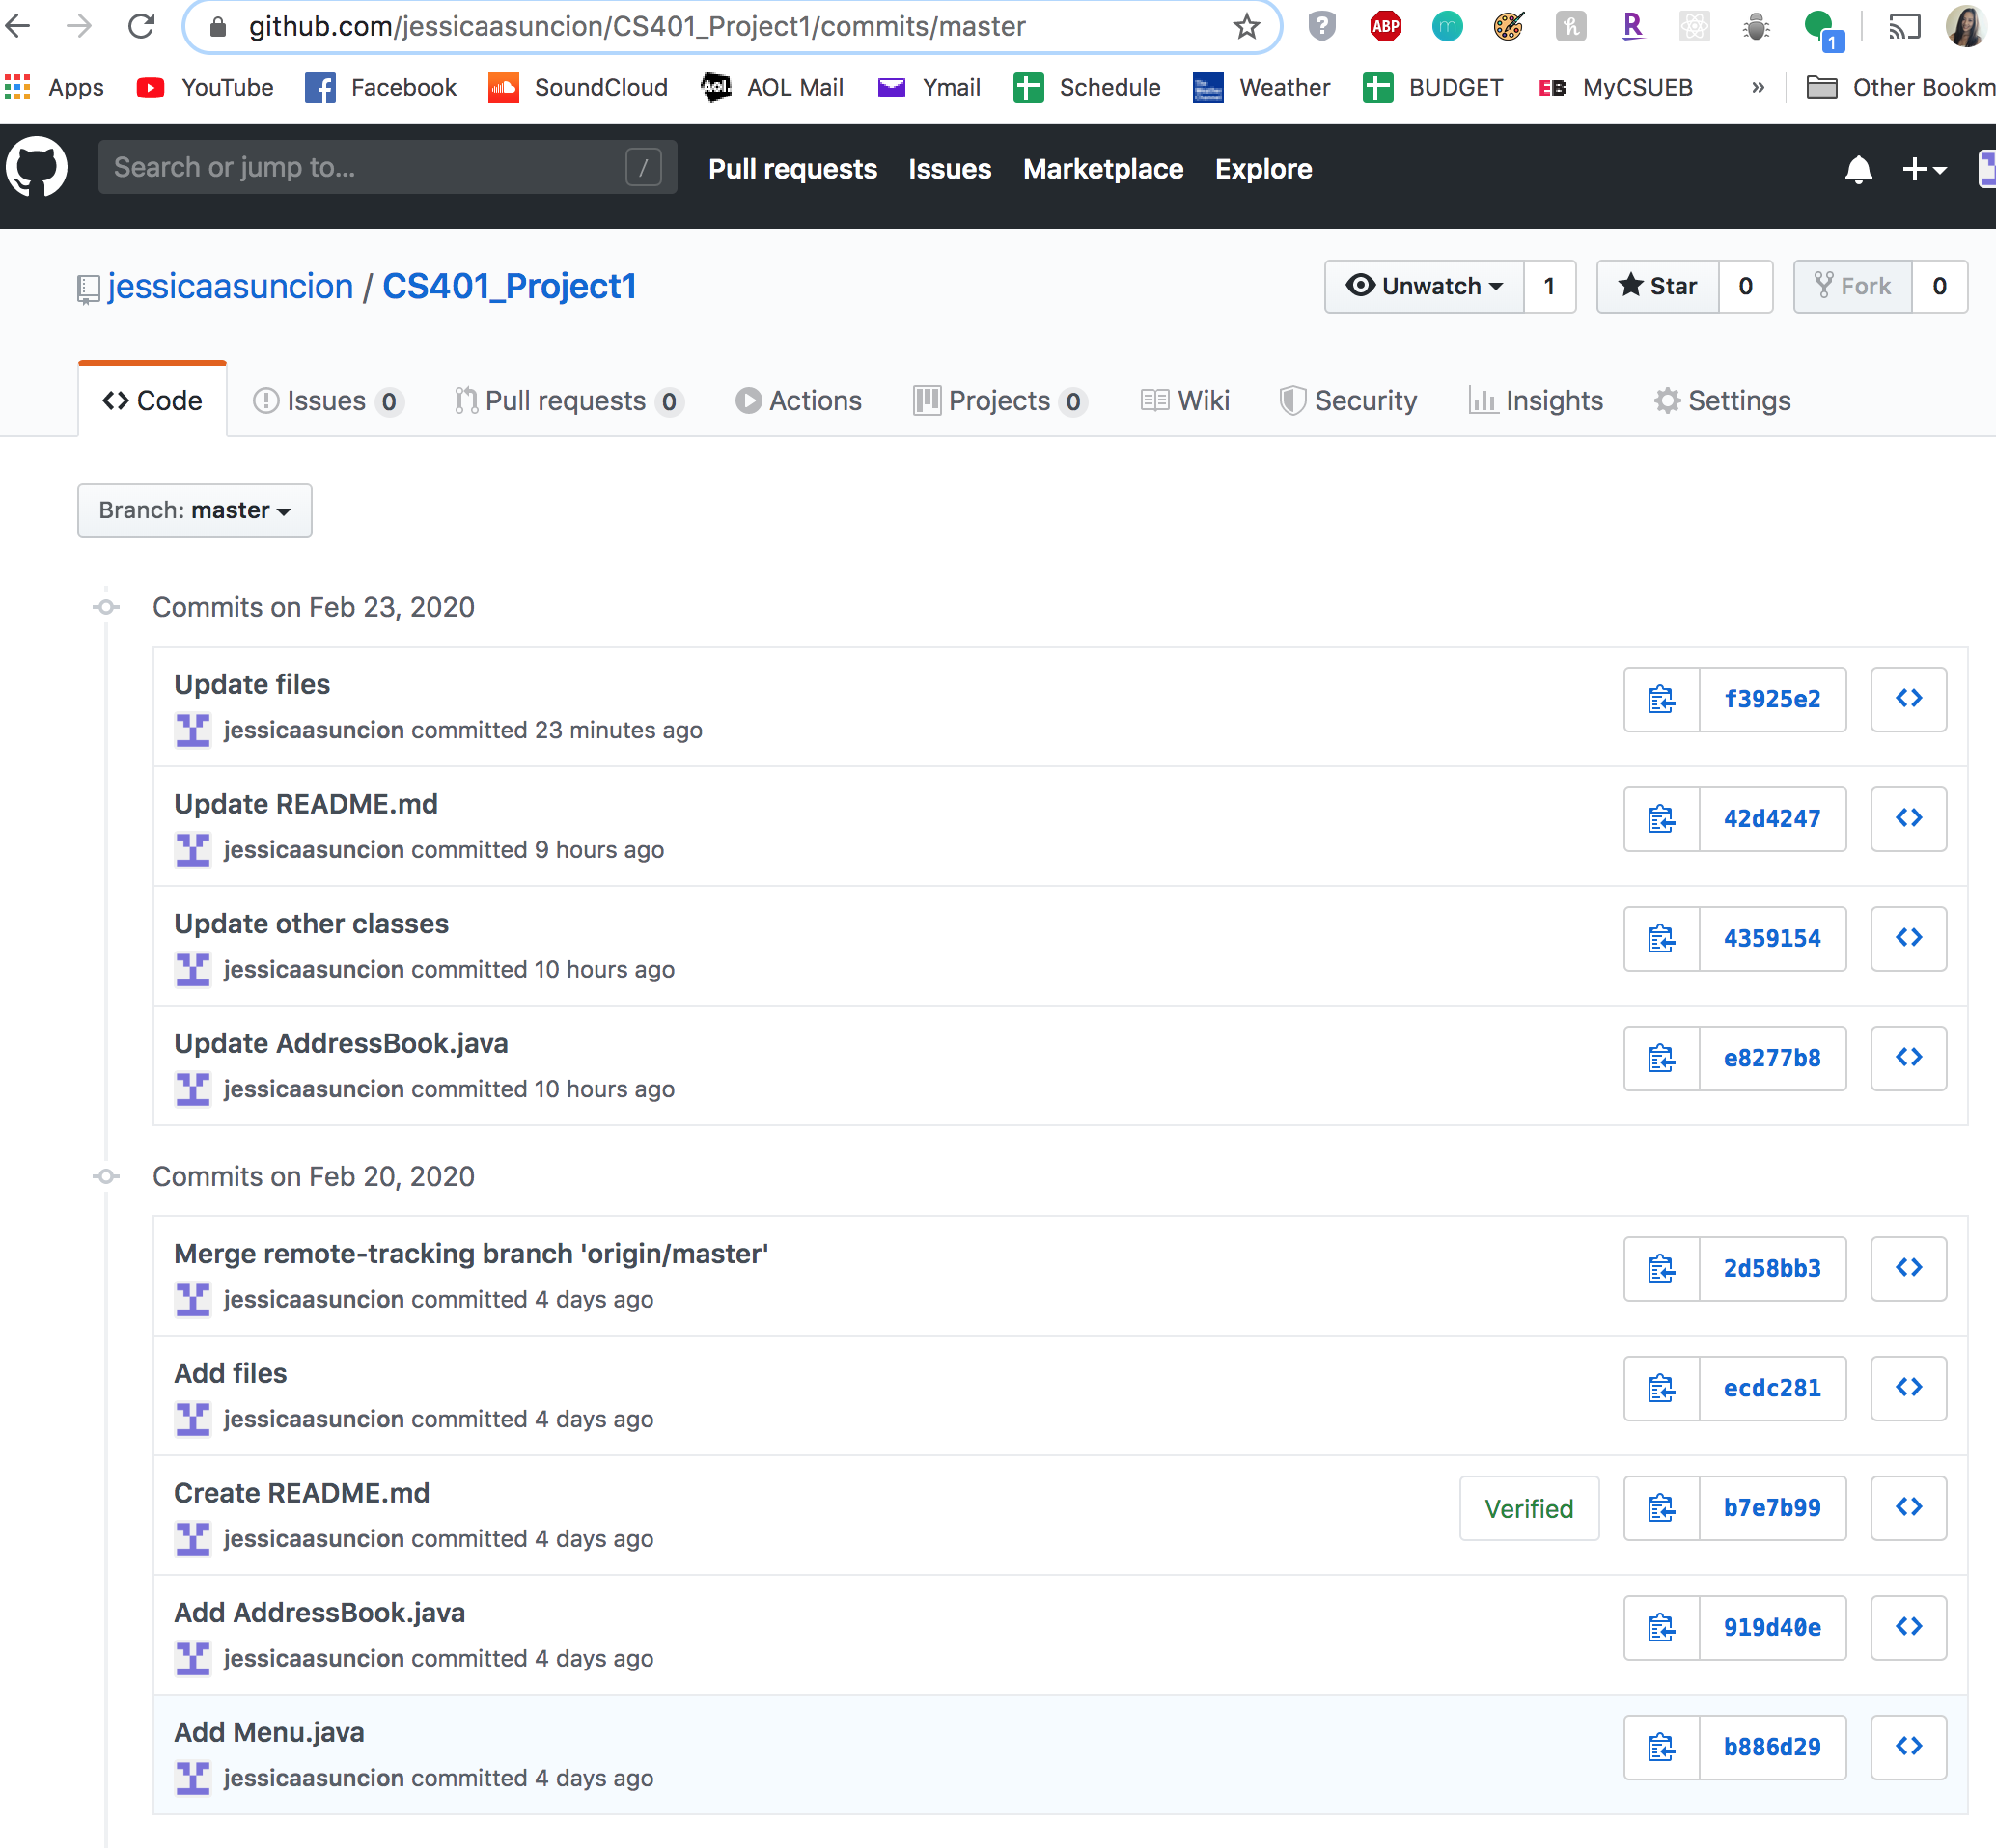 github.com/jessicaasuncion/CS401_Project1/commits/master
ABP m h R 1
Apps YouTube Facebook SoundCloud Aol. AOL Mail Ymail Schedule Weather BUDGET EB MyCSUEB » Other Bookm
Search or jump to... / Pull requests Issues Marketplace Explore
jessicaasuncion / CS401_Project1 Unwatch 1 Star 0 Fork 0
Code Issues 0 Pull requests 0 Actions Projects 0 Wiki Security Insights Settings
Branch: master
Commits on Feb 23, 2020
Update files
jessicaasuncion committed 23 minutes ago f3925e2
Update README.md
jessicaasuncion committed 9 hours ago 42d4247
Update other classes
jessicaasuncion committed 10 hours ago 4359154
Update AddressBook.java
jessicaasuncion committed 10 hours ago e8277b8
Commits on Feb 20, 2020
Merge remote-tracking branch 'origin/master'
jessicaasuncion committed 4 days ago 2d58bb3
Add files
jessicaasuncion committed 4 days ago ecdc281
Create README.md
jessicaasuncion committed 4 days ago Verified b7e7b99
Add AddressBook.java
jessicaasuncion committed 4 days ago 919d40e
Add Menu.java
jessicaasuncion committed 4 days ago b886d29